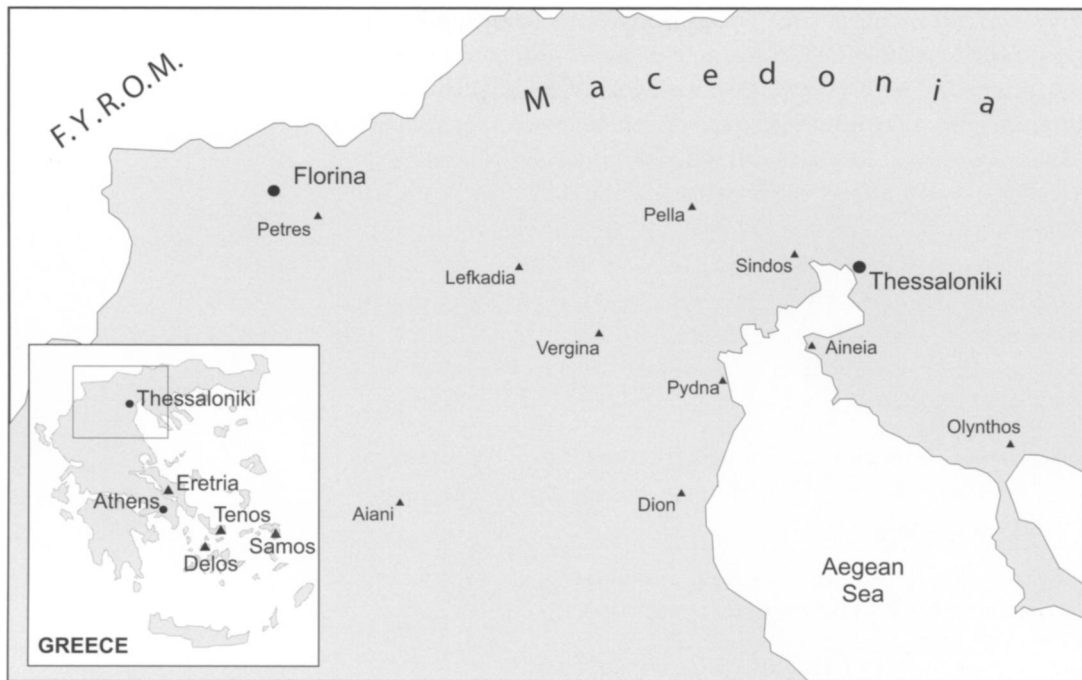 F.Y.R.O.M.
Macedonia
Florina
Petres
Pella
Lefkadia
Sindos
Thessaloniki
Vergina
Aineia
Pydna
Olynthos
Aiani
Dion
Aegean
Sea
Thessaloniki
Eretria
Athens
Tenos
Samos
Delos
GREECE